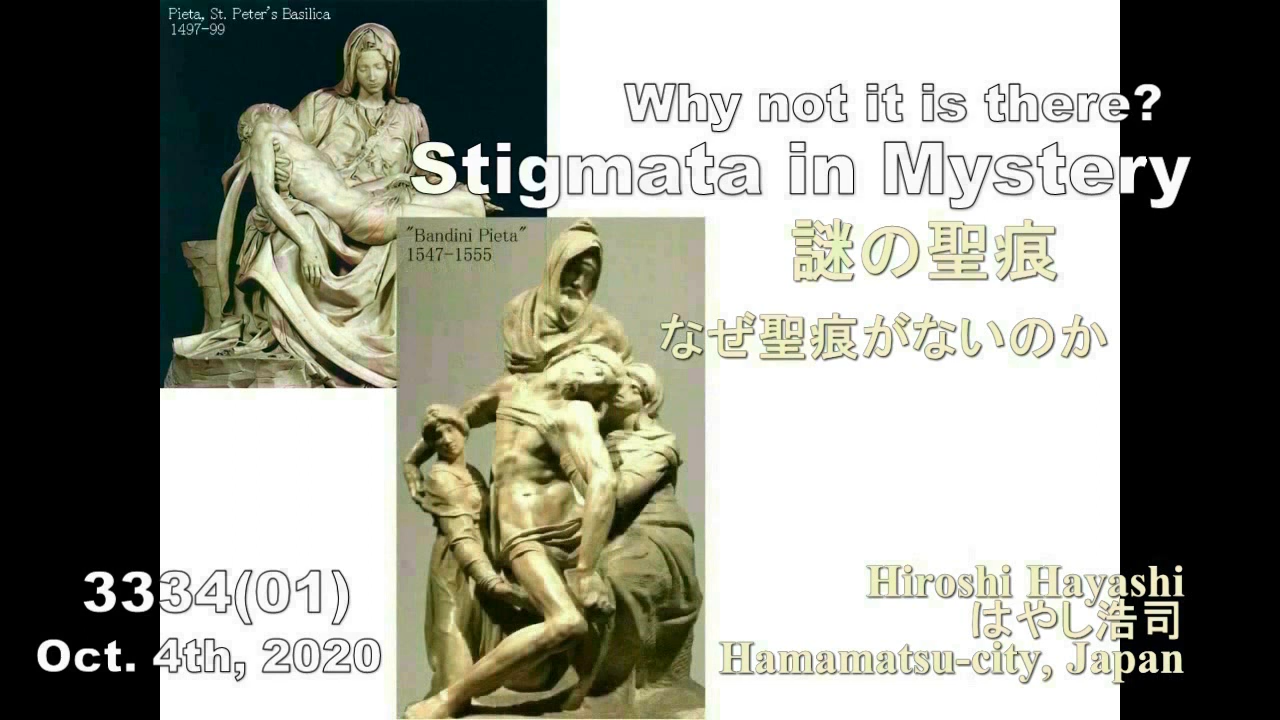 Pieta, St. Peter's Basilica
1497-99
Why not it is there?
Stigmata in Mystery
謎の聖痕
"Bandini Pieta"
1547-1555
なぜ聖痕がないのか
3334(01)
Oct. 4th, 2020
Hiroshi Hayashi
はやし浩司
Hamamatsu-city, Japan